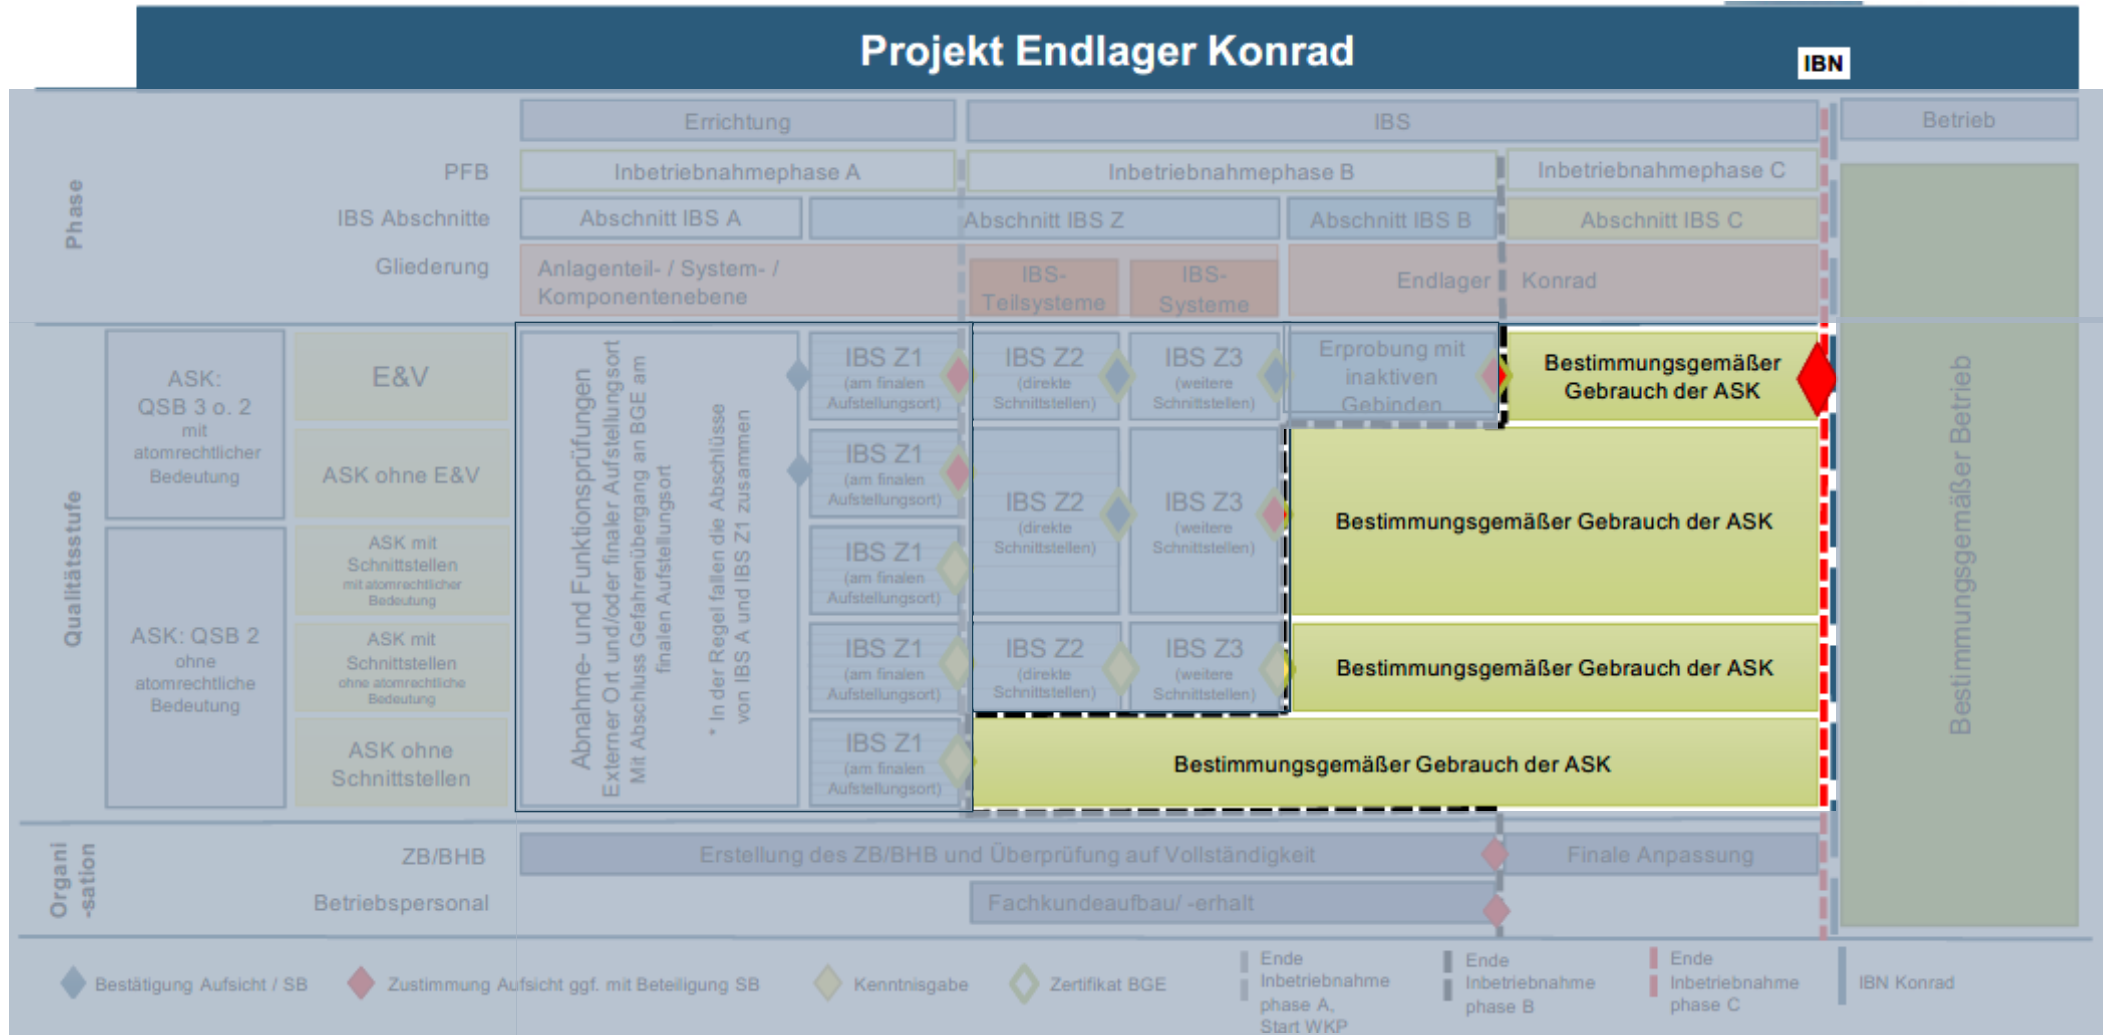 Projekt Endlager Konrad
IBN
Errichtung
IBS
Betrieb
Phase
PFB
Inbetriebnahmephase A
Inbetriebnahmephase B
Inbetriebnahmephase C
IBS Abschnitte
Abschnitt IBS A
Abschnitt IBS Z
Abschnitt IBS B
Abschnitt IBS C
Gliederung
Anlagenteil- / System- /
Komponentenebene
IBS-
Teilsysteme
IBS-
Systeme
Endlager
Konrad
Qualitätsstufe
ASK:
QSB 3 o. 2
mit
atomrechtlicher
Bedeutung
E&V
ASK ohne E&V
ASK: QSB 2
ohne
atomrechtliche
Bedeutung
ASK mit
Schnittstellen
mit atomrechtlicher
Bedeutung
ASK mit
Schnittstellen
ohne atomrechtliche
Bedeutung
ASK ohne
Schnittstellen
Abnahme- und Funktionsprüfungen
Externer Ort und/oder finaler Aufstellungsort
Mit Abschluss Gefahrenübergang an BGE am
finalen Aufstellungsort
* In der Regel fallen die Abschlüsse
von IBS A und IBS Z1 zusammen
IBS Z1
(am finalen
Aufstellungsort)
IBS Z2
(direkte
Schnittstellen)
IBS Z3
(weitere
Schnittstellen)
Erprobung mit
inaktiven
Gebinden
Bestimmungsgemäßer
Gebrauch der ASK
IBS Z1
(am finalen
Aufstellungsort)
IBS Z2
(direkte
Schnittstellen)
IBS Z3
(weitere
Schnittstellen)
Bestimmungsgemäßer Gebrauch der ASK
IBS Z1
(am finalen
Aufstellungsort)
IBS Z1
(am finalen
Aufstellungsort)
IBS Z2
(direkte
Schnittstellen)
IBS Z3
(weitere
Schnittstellen)
Bestimmungsgemäßer Gebrauch der ASK
IBS Z1
(am finalen
Aufstellungsort)
Bestimmungsgemäßer Gebrauch der ASK
Bestimmungsgemäßer Betrieb
Organi
-sation
ZB/BHB
Erstellung des ZB/BHB und Überprüfung auf Vollständigkeit
Finale Anpassung
Betriebspersonal
Fachkundeaufbau/ -erhalt
Bestätigung Aufsicht / SB
Zustimmung Aufsicht ggf. mit Beteiligung SB
Kenntnisgabe
Zertifikat BGE
Ende
Inbetriebnahme
phase A,
Start WKP
Ende
Inbetriebnahme
phase B
Ende
Inbetriebnahme
phase C
IBN Konrad